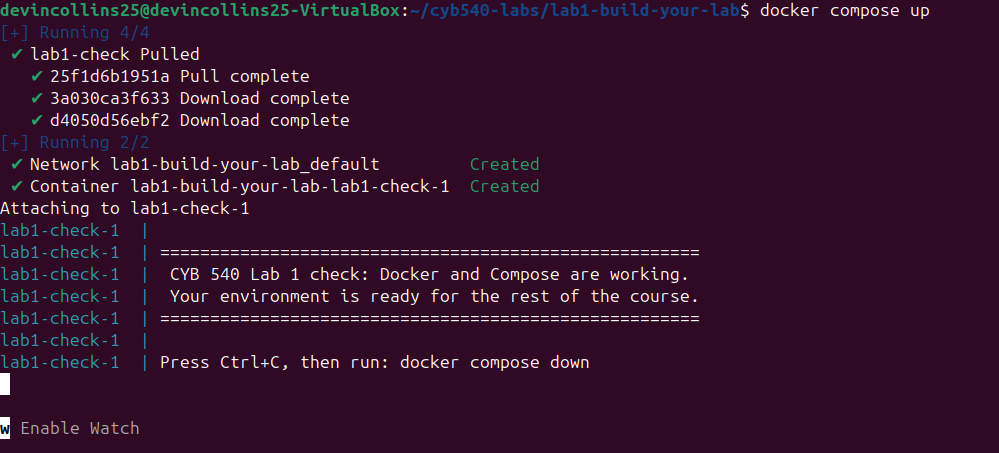 devincollins25@devincollins25-VirtualBox:~/cyb540-labs/lab1-build-your-lab$ docker compose up
[+] Running 4/4
✔ lab1-check Pulled
✔ 25f1d6b1951a Pull complete
✔ 3a030ca3f633 Download complete
✔ d4050d56ebf2 Download complete
[+] Running 2/2
✔ Network lab1-build-your-lab_default Created
✔ Container lab1-build-your-lab-lab1-check-1 Created
Attaching to lab1-check-1
lab1-check-1 |
lab1-check-1 | ======================================================
lab1-check-1 | CYB 540 Lab 1 check: Docker and Compose are working.
lab1-check-1 | Your environment is ready for the rest of the course.
lab1-check-1 | ======================================================
lab1-check-1 |
lab1-check-1 | Press Ctrl+C, then run: docker compose down
w Enable Watch